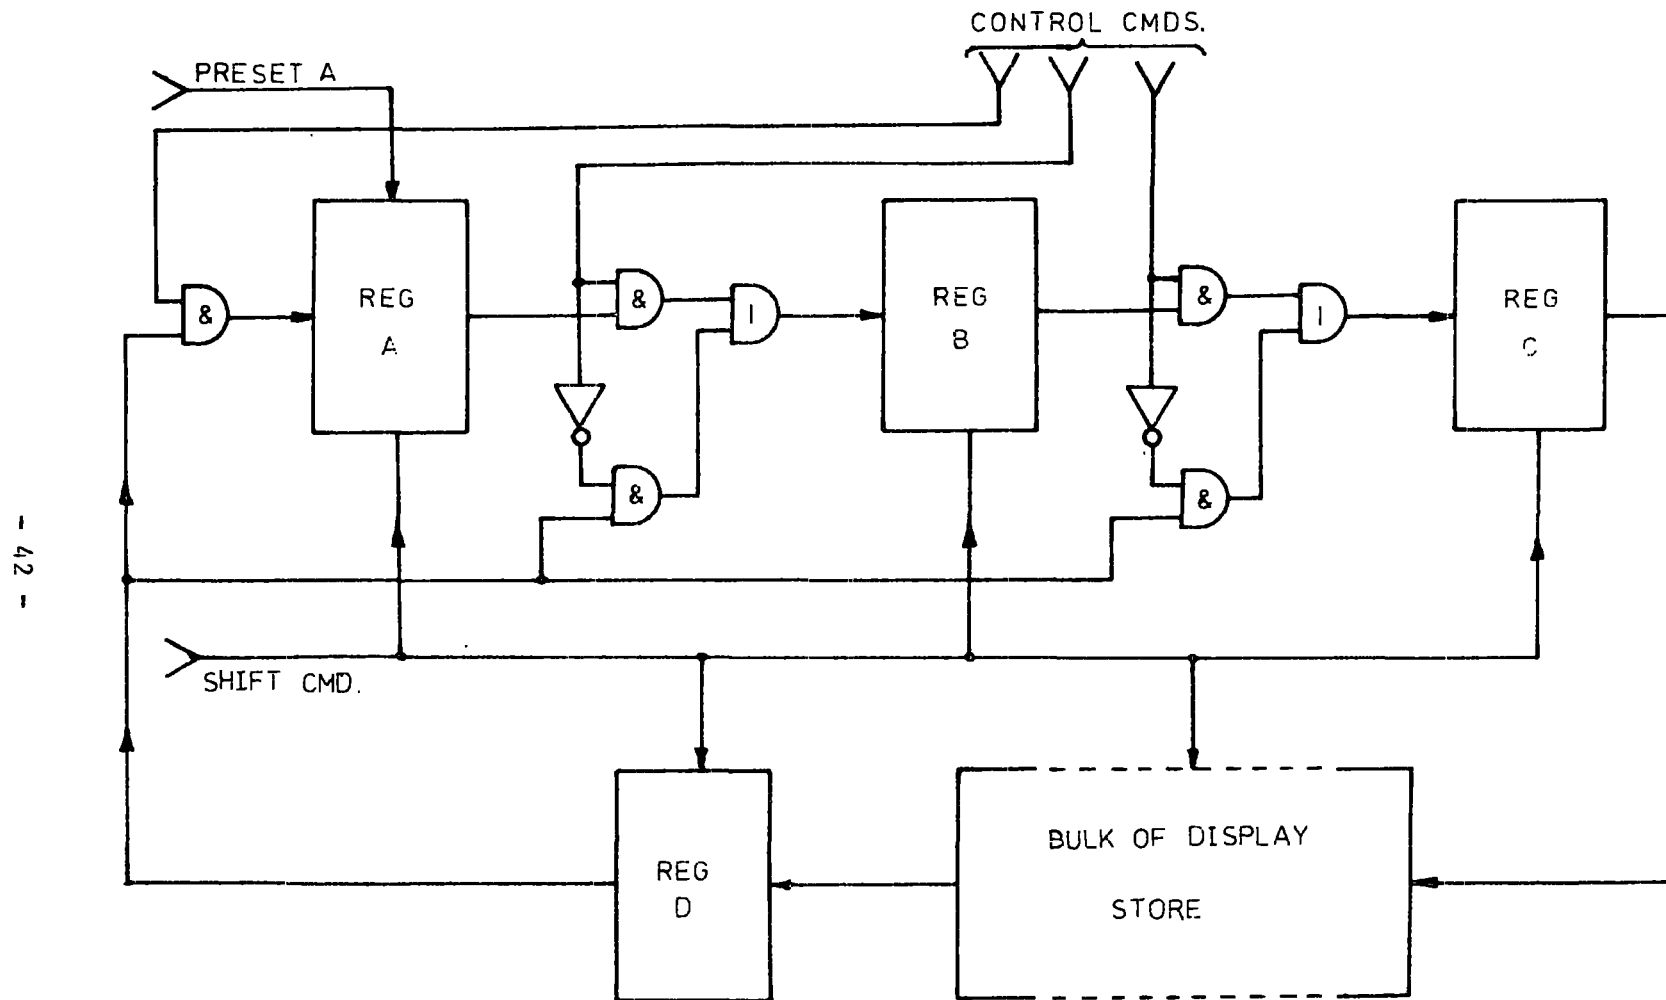 CONTROL CMDS.
PRESET A
REG
A
&
&
|
REG
B
&
|
REG
C
&
&
- 42 -
SHIFT CMD.
REG
D
BULK OF DISPLAY
STORE